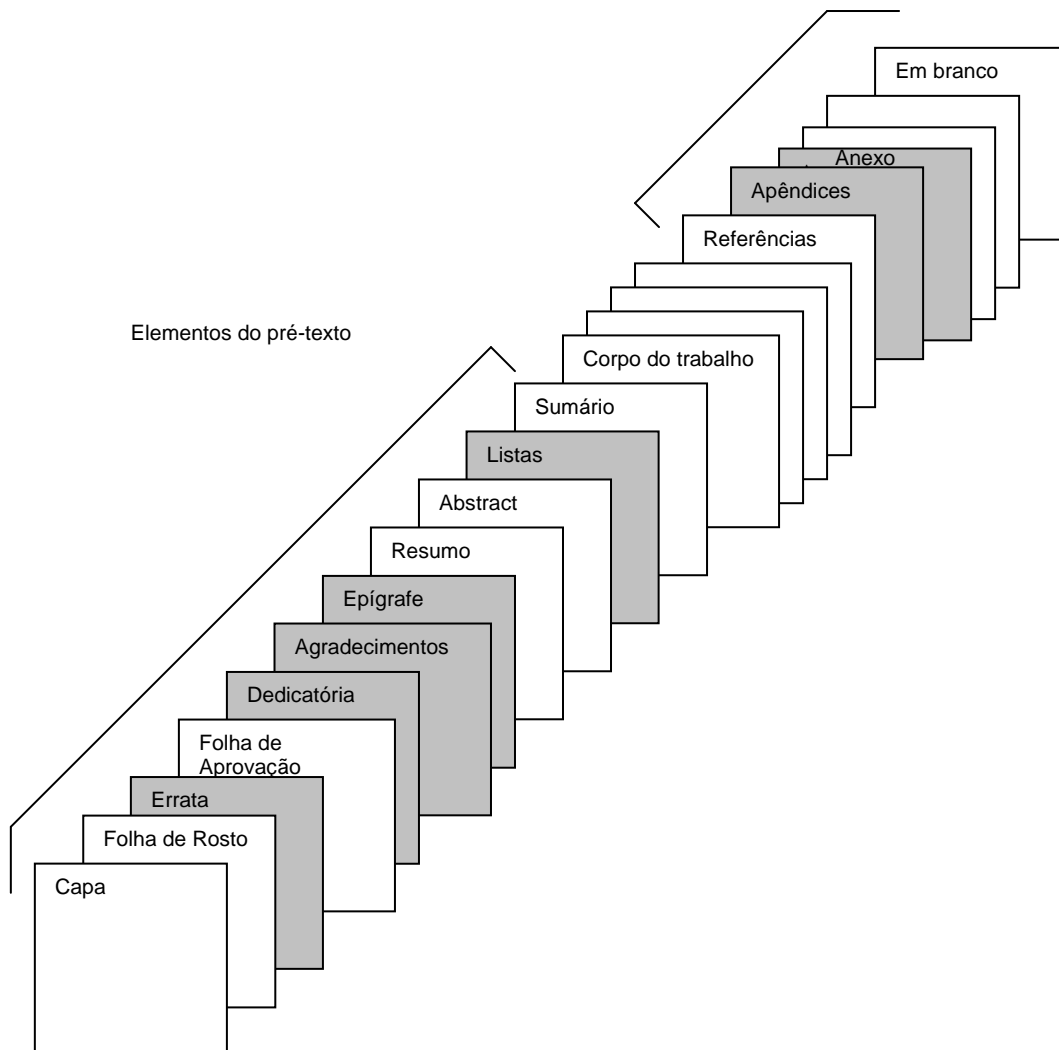 Em branco
Anexo
Apêndices
Referências
Elementos do pré-texto
Corpo do trabalho
Sumário
Listas
Abstract
Resumo
Epígrafe
Agradecimentos
Dedicatória
Folha de
Aprovação
Errata
Folha de Rosto
Capa